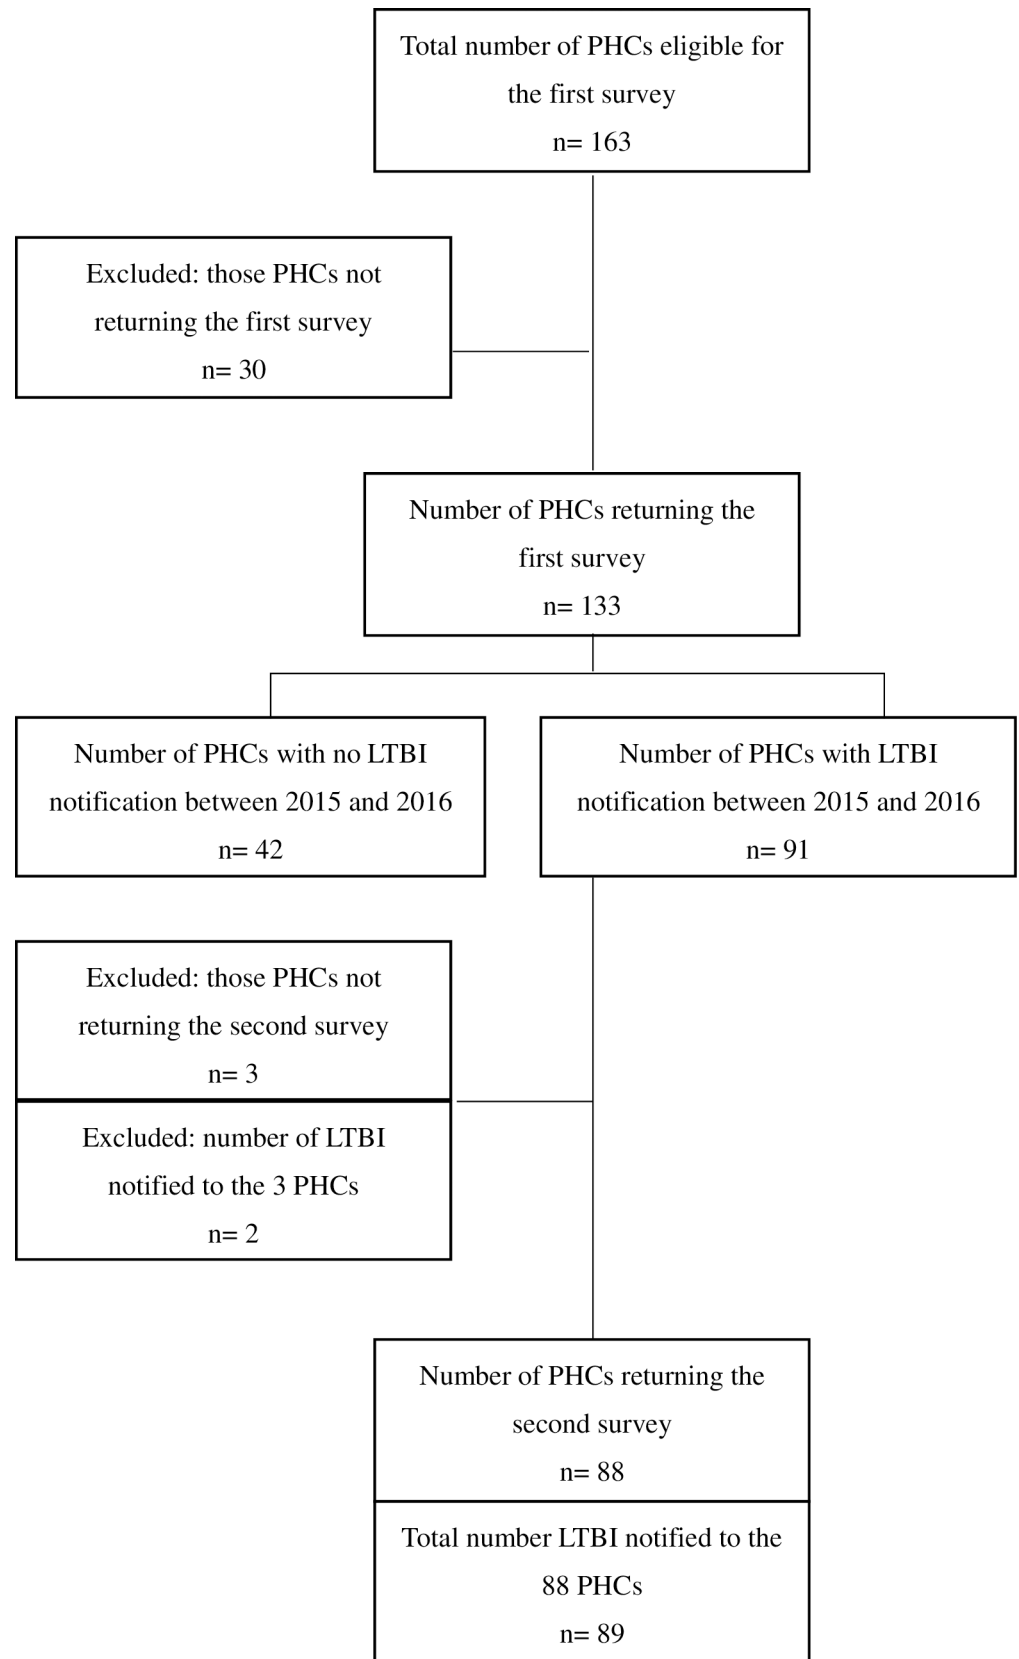 Total number of PHCs eligible for
the first survey
n= 163
Excluded: those PHCs not
returning the first survey
n= 30
Number of PHCs returning the
first survey
n= 133
Number of PHCs with no LTBI
notification between 2015 and 2016
n= 42
Number of PHCs with LTBI
notification between 2015 and 2016
n= 91
Excluded: those PHCs not
returning the second survey
n= 3
Excluded: number of LTBI
notified to the 3 PHCs
n= 2
Number of PHCs returning the
second survey
n= 88
Total number LTBI notified to the
88 PHCs
n= 89